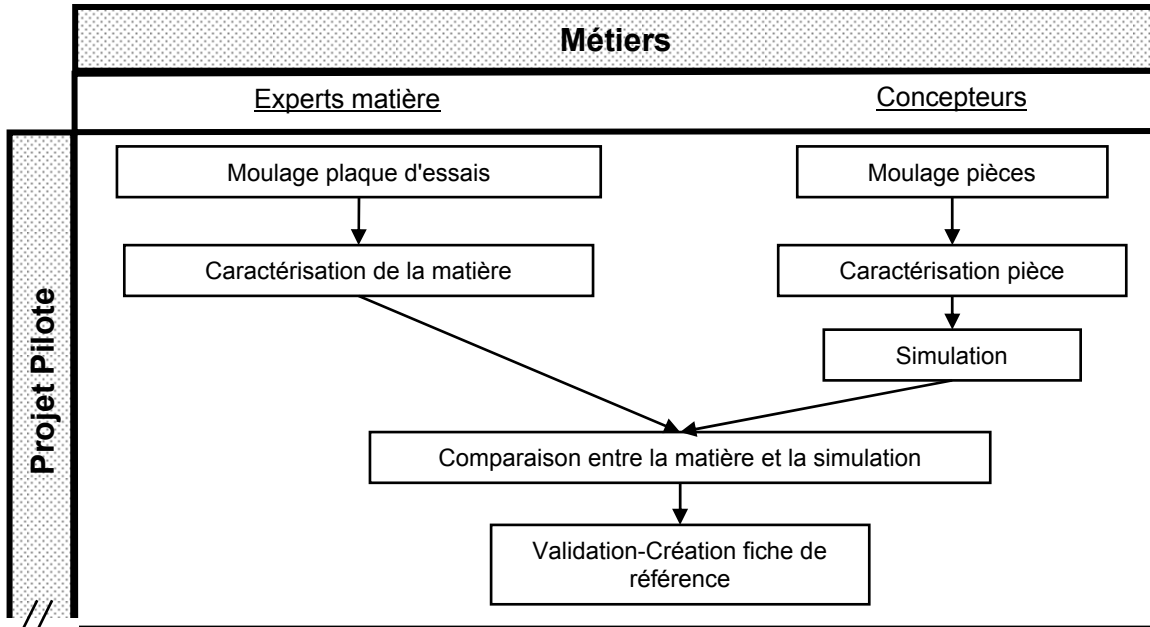 Métiers
Experts matière
Concepteurs
Projet Pilote
Moulage plaque d'essais
Moulage pièces
Caractérisation de la matière
Caractérisation pièce
Simulation
Comparaison entre la matière et la simulation
Validation-Création fiche de
référence